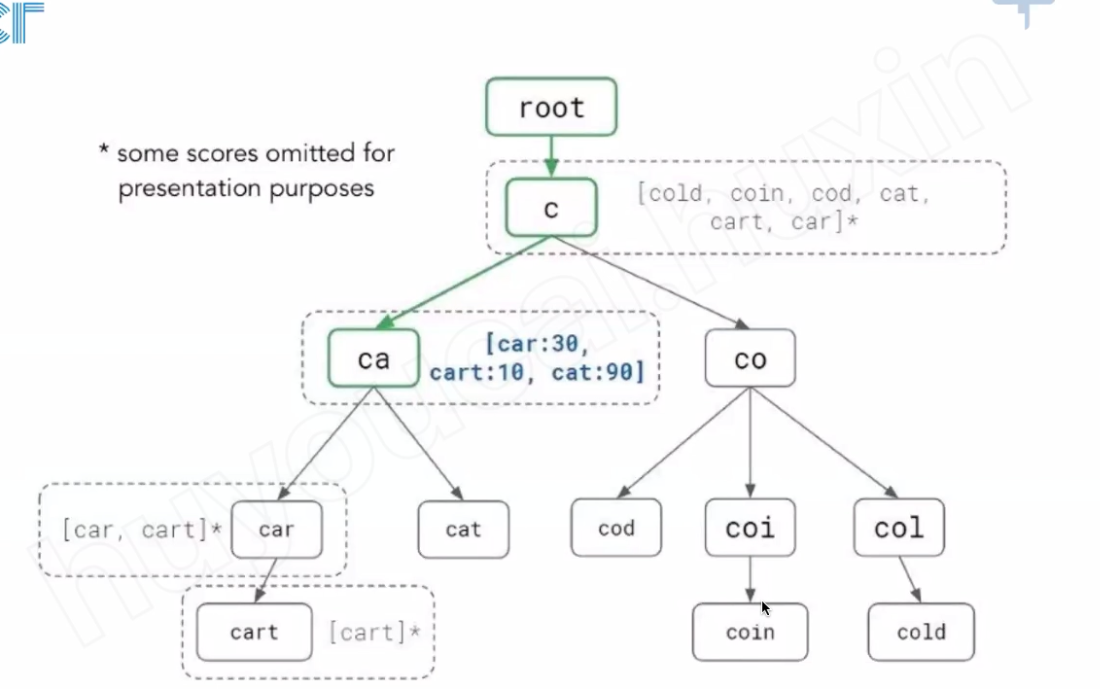 root
* some scores omitted for
presentation purposes
c
[cold, coin, cod, cat,
cart, car]*
ca
[car:30,
cart:10, cat:90]
co
[car, cart]*
car
cat
cod
coi
col
cart
[cart]*
coin
cold